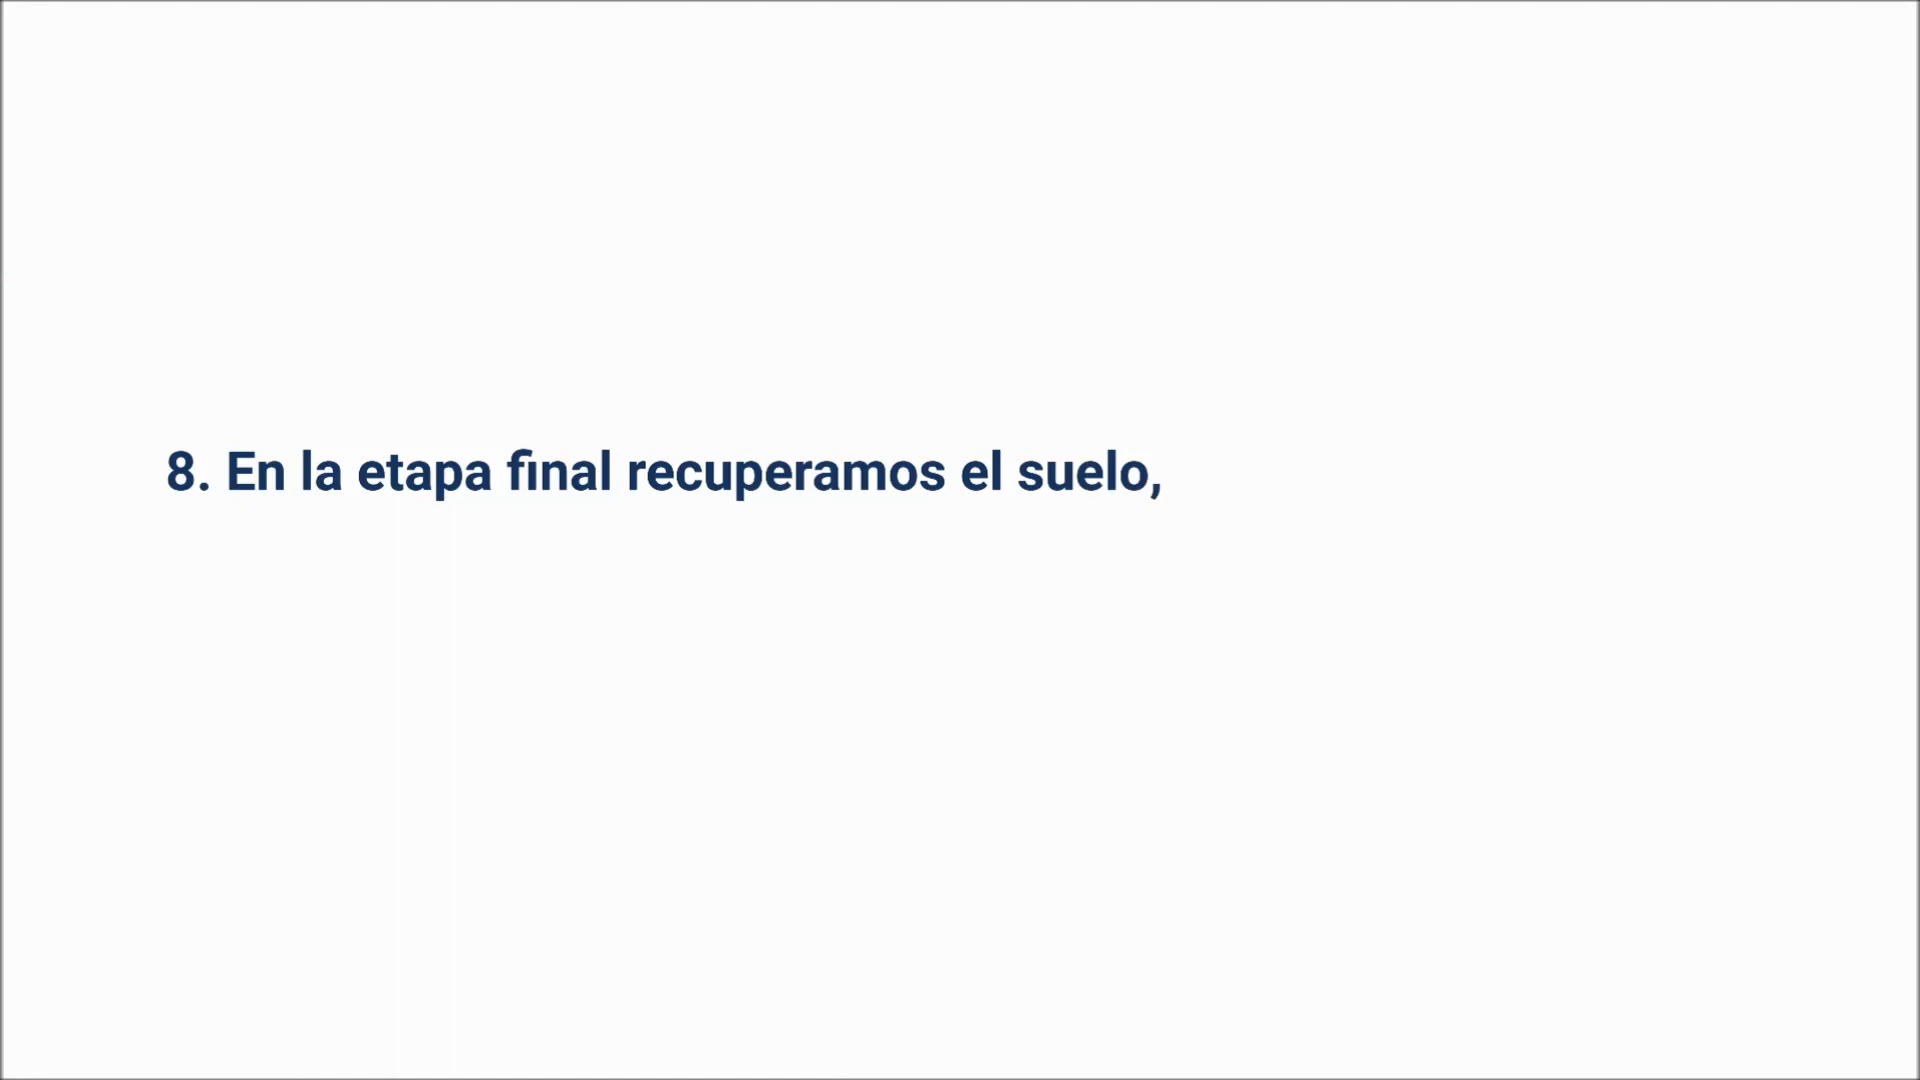 8. En la etapa final recuperamos el suelo,